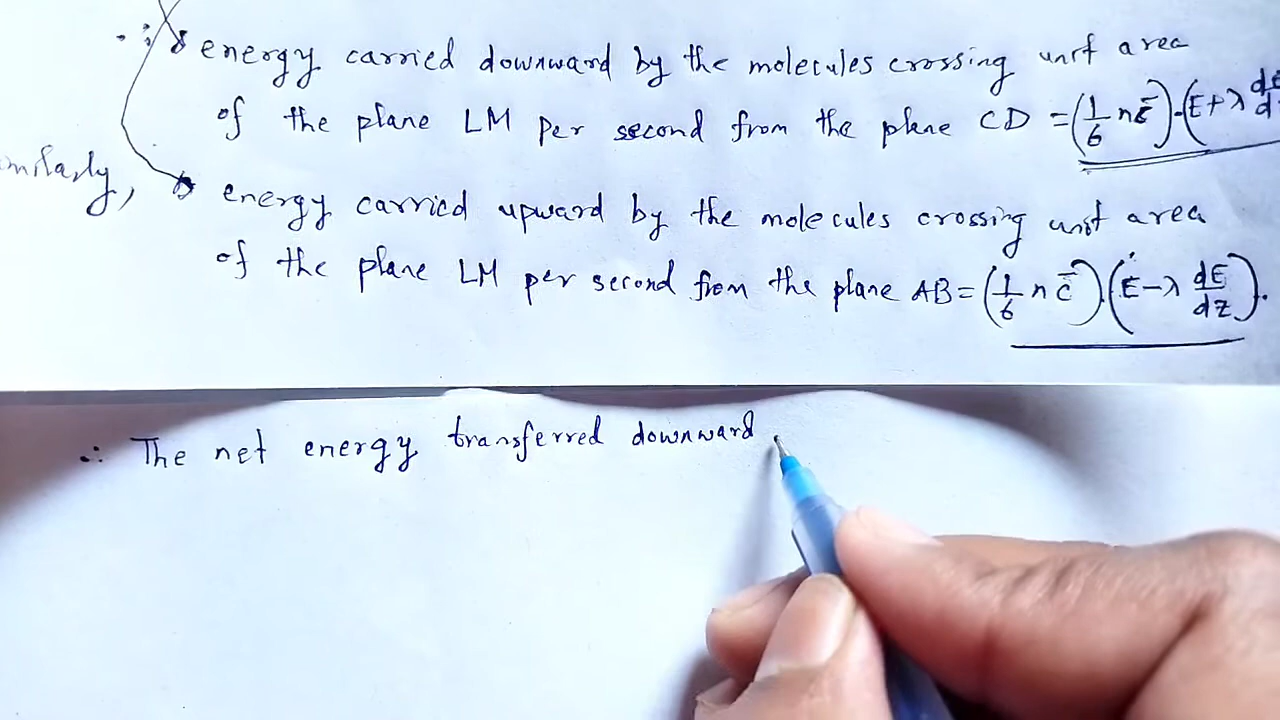 ∴ energy carried downward by the molecules crossing unit area
of the plane LM per second from the plane CD = (1/6 n c̄).(E+λ dE/d
milarly, energy carried upward by the molecules crossing unit area
of the plane LM per second from the plane AB = (1/6 n c̄).(E-λ dE/dz).
∴ The net energy transferred downward